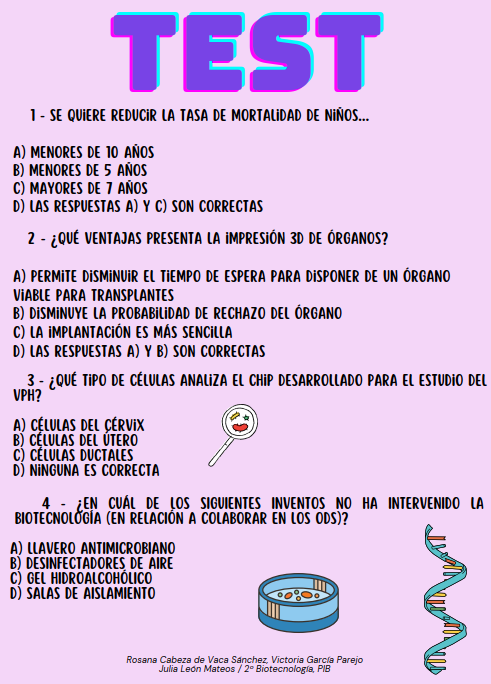 TEST
1 - SE QUiERE REDUCiR LA TASA DE MORTALiDAD DE NiÑOS...
A) MENORES DE 10 AÑOS
B) MENORES DE 5 AÑOS
C) MAYORES DE 7 AÑOS
D) LAS RESPUESTAS A) Y C) SON CORRECTAS
2 - ¿QUÉ VENTAJAS PRESENTA LA iMPRESiÓN 3D DE ÓRGANOS?
A) PERMiTE DiSMiNUiR EL TiEMPO DE ESPERA PARA DiSPONER DE UN ÓRGANO
ViABLE PARA TRANSPLANTES
B) DiSMiNUYE LA PROBABiLiDAD DE RECHAZO DEL ÓRGANO
C) LA iMPLANTACiÓN ES MÁS SENCiLLA
D) LAS RESPUESTAS A) Y B) SON CORRECTAS
3 - ¿QUÉ TiPO DE CÉLULAS ANALiZA EL CHiP DESARROLLADO PARA EL ESTUDiO DEL
VPH?
A) CÉLULAS DEL CÉRViX
B) CÉLULAS DEL ÚTERO
C) CÉLULAS DUCTALES
D) NiNGUNA ES CORRECTA
4 - ¿EN CUÁL DE LOS SiGUiENTES iNVENTOS NO HA iNTERVENiDO LA
BiOTECNOLOGÍA (EN RELACiÓN A COLABORAR EN LOS ODS)?
A) LLAVERO ANTiMiCROBiANO
B) DESiNFECTADORES DE AiRE
C) GEL HiDROALCOHÓLiCO
D) SALAS DE AiSLAMiENTO
Rosana Cabeza de Vaca Sánchez, Victoria García Parejo
Julia León Mateos / 2º Biotecnología, PIB